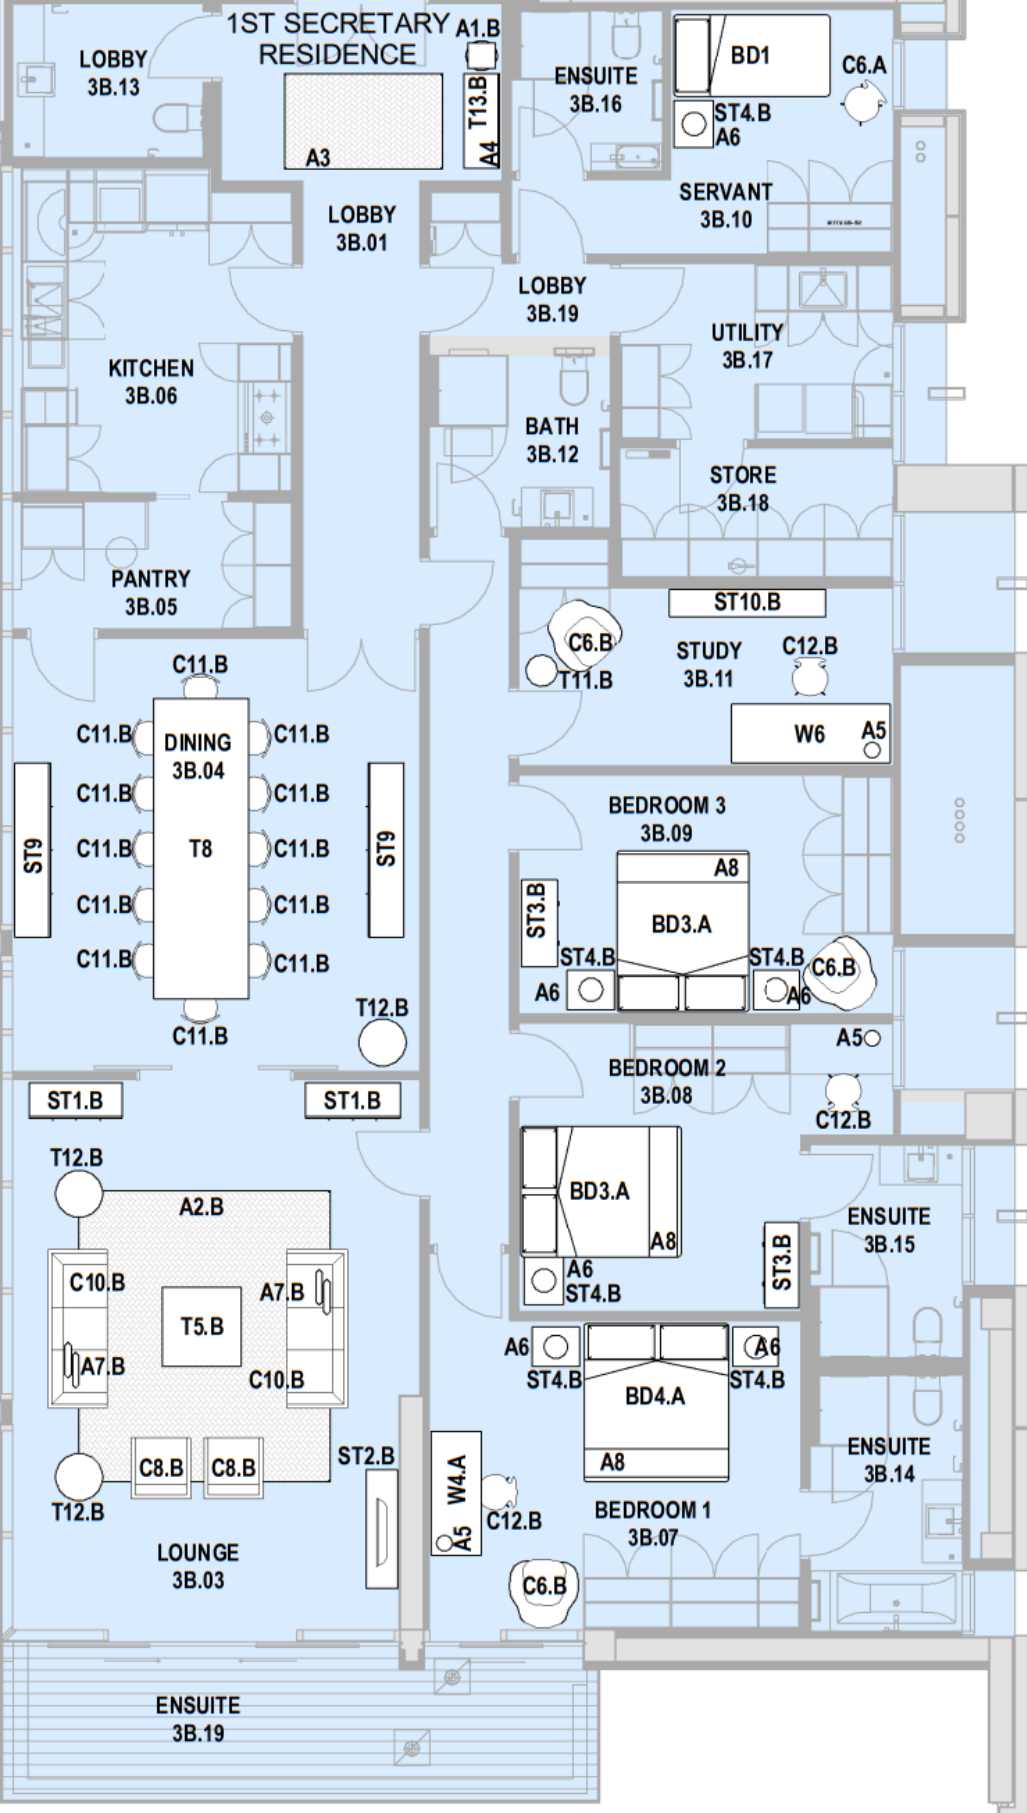 1ST SECRETARY
RESIDENCE
A1.B
LOBBY
3B.13
T13.B
A4
A3
ENSUITE
3B.16
BD1
C6.A
ST4.B
A6
SERVANT
3B.10
LOBBY
3B.01
LOBBY
3B.19
UTILITY
3B.17
KITCHEN
3B.06
BATH
3B.12
STORE
3B.18
PANTRY
3B.05
ST10.B
C6.B
T11.B
STUDY
3B.11
C12.B
W6
A5
C11.B
C11.B
DINING
3B.04
C11.B
C11.B
C11.B
ST9
C11.B
T8
C11.B
ST9
C11.B
C11.B
C11.B
C11.B
C11.B
T12.B
BEDROOM 3
3B.09
A8
ST3.B
BD3.A
ST4.B
ST4.B
C6.B
A6
A6
A5
BEDROOM 2
3B.08
C12.B
ST1.B
ST1.B
T12.B
A2.B
BD3.A
A8
ENSUITE
3B.15
ST3.B
A6
ST4.B
C10.B
A7.B
T5.B
A7.B
C10.B
A6
ST4.B
A6
ST4.B
BD4.A
A8
C8.B
C8.B
ST2.B
T12.B
W4.A
A5
C12.B
ENSUITE
3B.14
BEDROOM 1
3B.07
LOUNGE
3B.03
C6.B
ENSUITE
3B.19